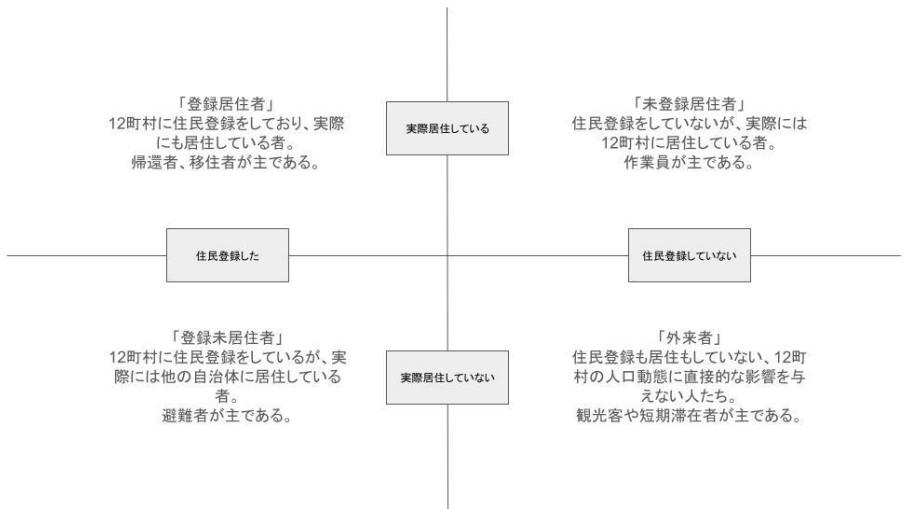 「登録居住者」
12町村に住民登録をしており、実際
にも居住している者。
帰還者、移住者が主である。
実際居住している
「未登録居住者」
住民登録をしていないが、実際には
12町村に居住している者。
作業員が主である。
住民登録した
住民登録していない
「登録未居住者」
12町村に住民登録をしているが、実
際には他の自治体に居住している
者。
避難者が主である。
実際居住していない
「外来者」
住民登録も居住もしていない、12町
村の人口動態に直接的な影響を与
えない人たち。
観光客や短期滞在者が主である。